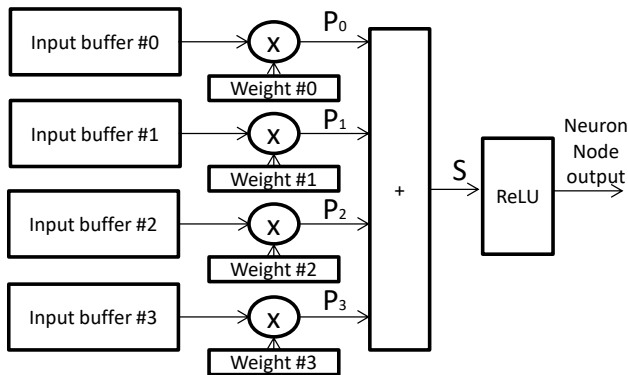 Input buffer #0
x
P₀
Weight #0
Input buffer #1
x
P₁
Weight #1
Input buffer #2
x
P₂
Weight #2
Input buffer #3
x
P₃
Weight #3
+
S
ReLU
Neuron
Node
output